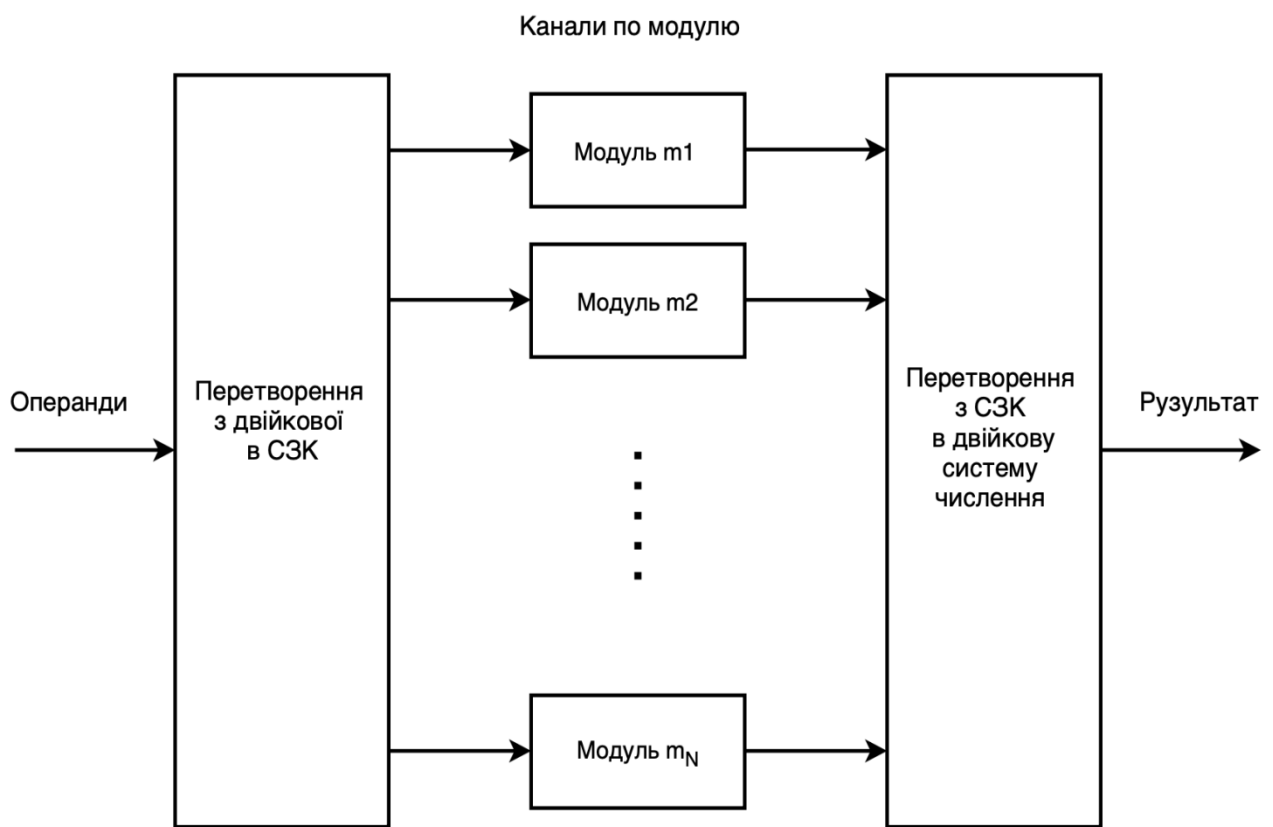 Канали по модулю
Модуль m1
Модуль m2
Операнди
Перетворення
з двійкової
в СЗК
Перетворення
з СЗК
в двійкову
систему
числення
Рузультат
Модуль mN